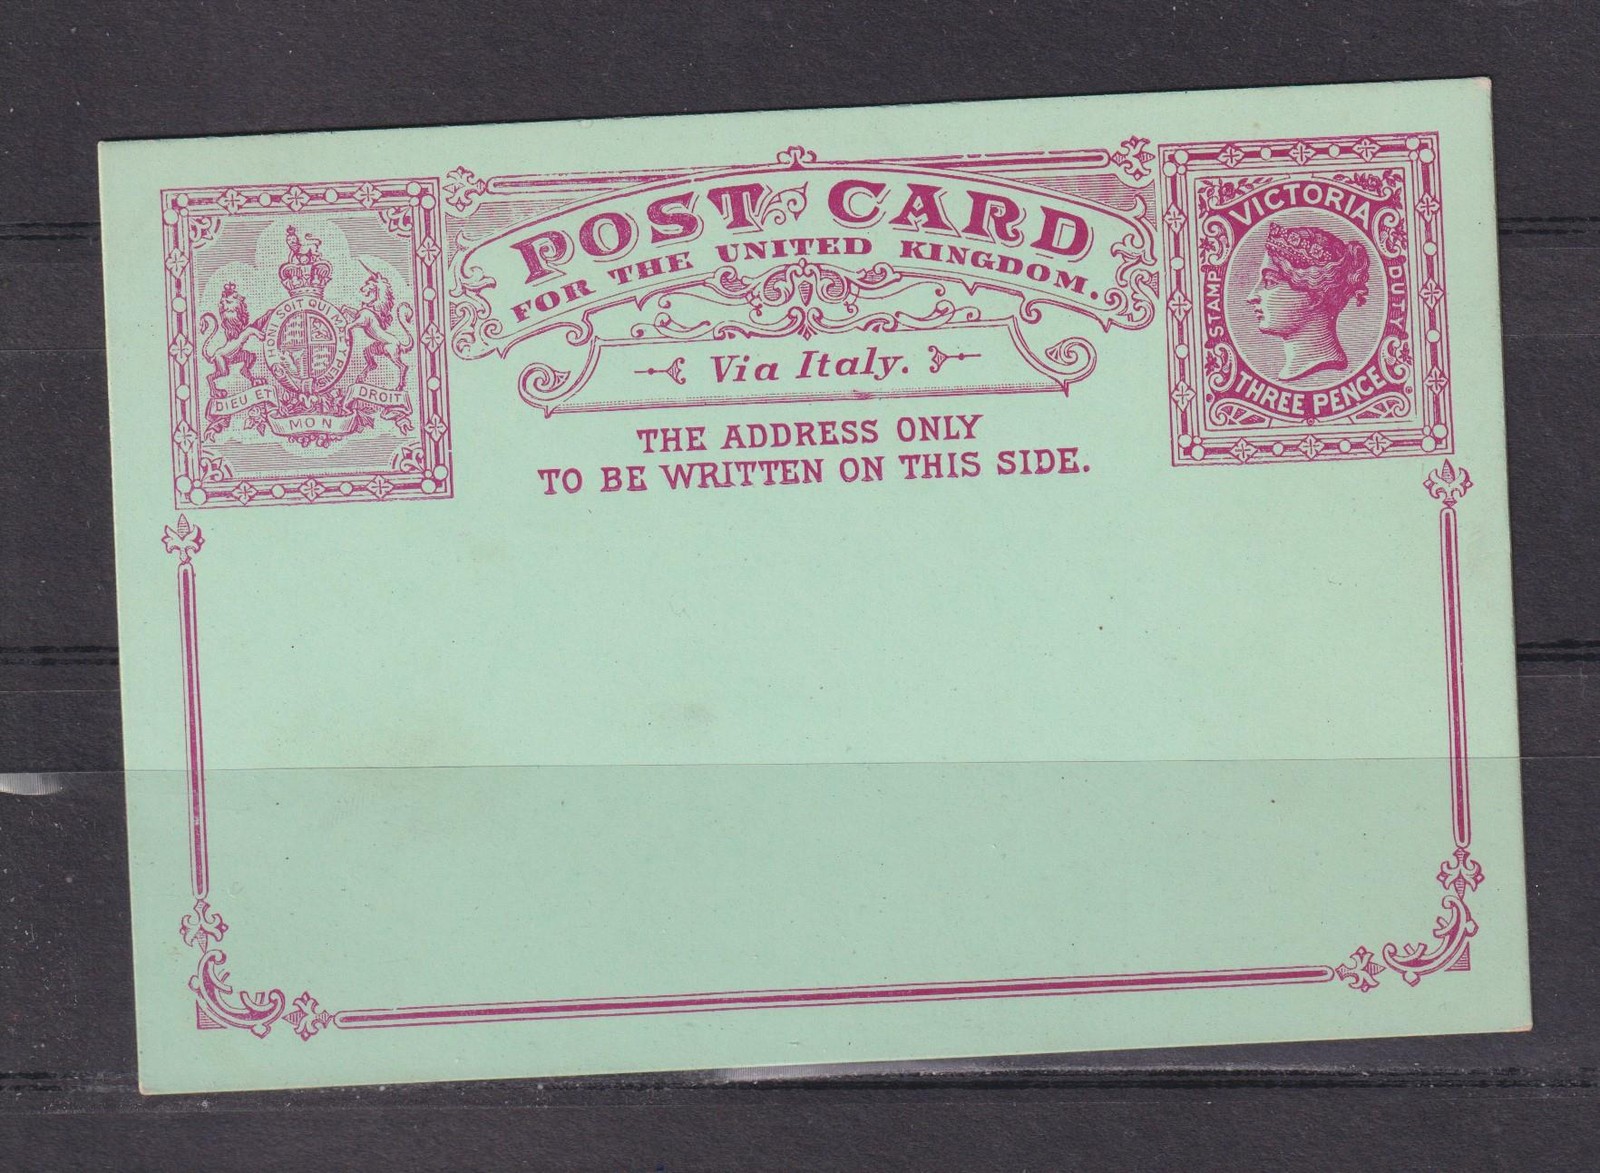 POST CARD
FOR THE UNITED KINGDOM.
Via Italy.
THE ADDRESS ONLY
TO BE WRITTEN ON THIS SIDE.
HONI SOIT QUI MAL Y PENSE
DIEU ET
MON
DROIT
VICTORIA
STAMP
DUTY
THREE PENCE